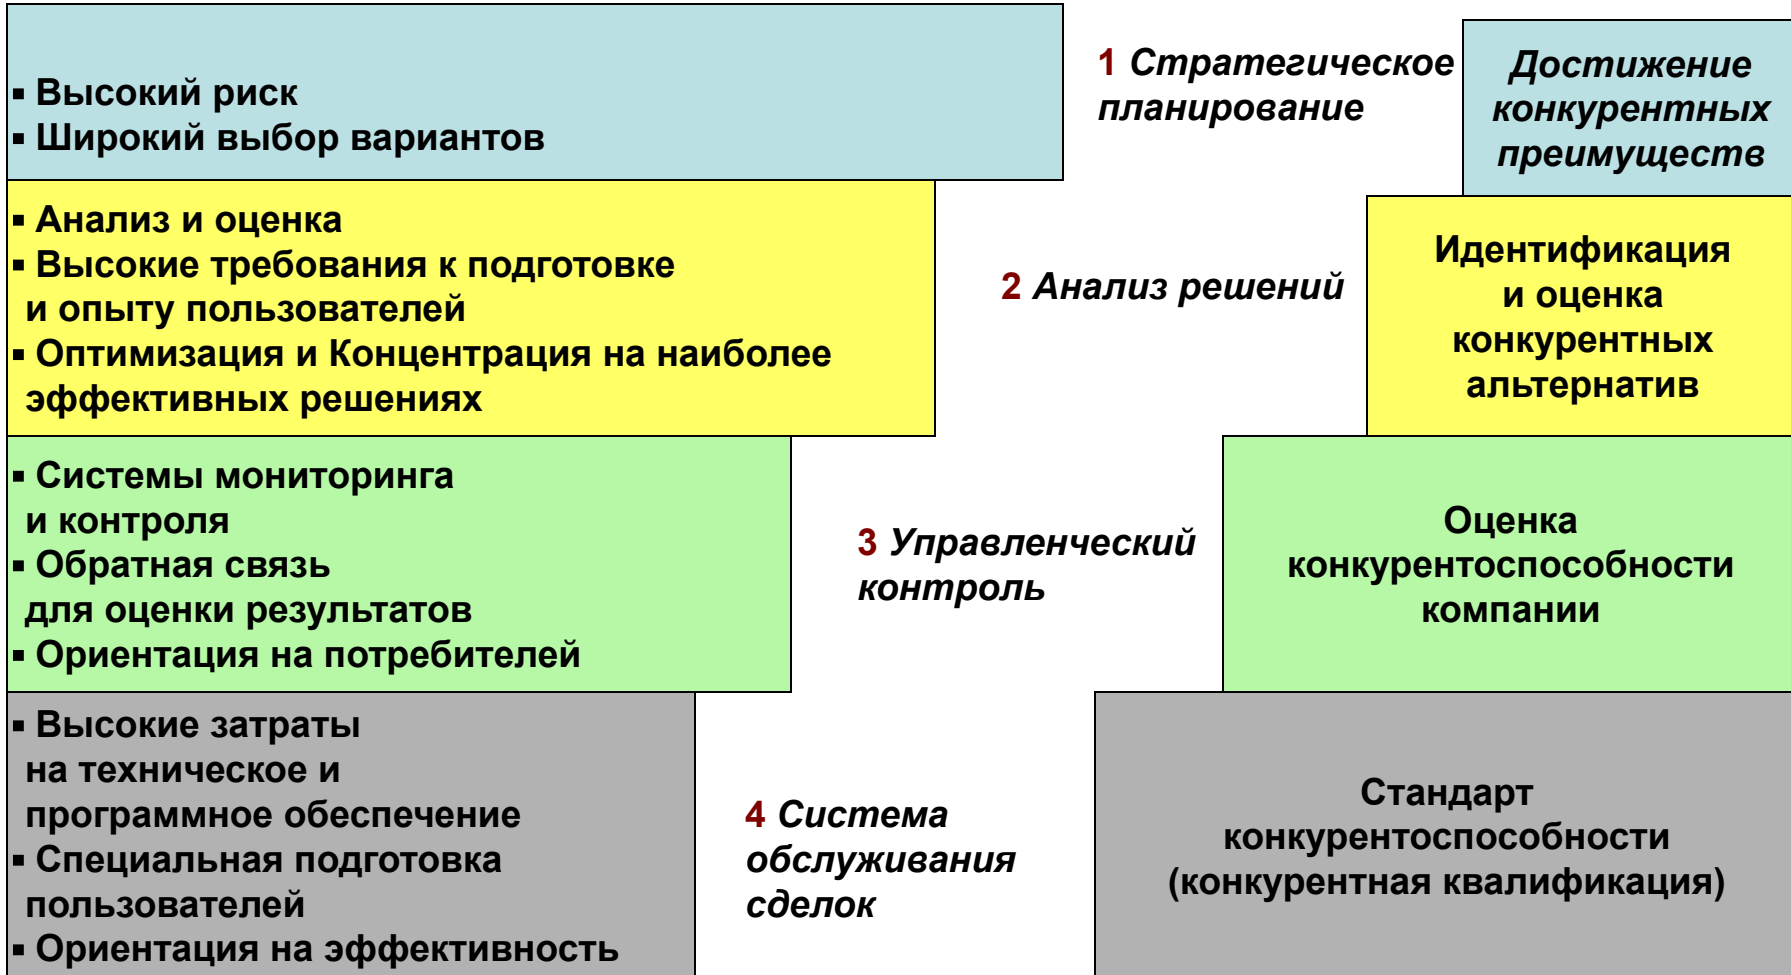 ▪ Высокий риск
▪ Широкий выбор вариантов
1 Стратегическое
планирование
Достижение
конкурентных
преимуществ
▪ Анализ и оценка
▪ Высокие требования к подготовке
и опыту пользователей
▪ Оптимизация и Концентрация на наиболее
эффективных решениях
2 Анализ решений
Идентификация
и оценка
конкурентных
альтернатив
▪ Системы мониторинга
и контроля
▪ Обратная связь
для оценки результатов
▪ Ориентация на потребителей
3 Управленческий
контроль
Оценка
конкурентоспособности
компании
▪ Высокие затраты
на техническое и
программное обеспечение
▪ Специальная подготовка
пользователей
▪ Ориентация на эффективность
4 Система
обслуживания
сделок
Стандарт
конкурентоспособности
(конкурентная квалификация)